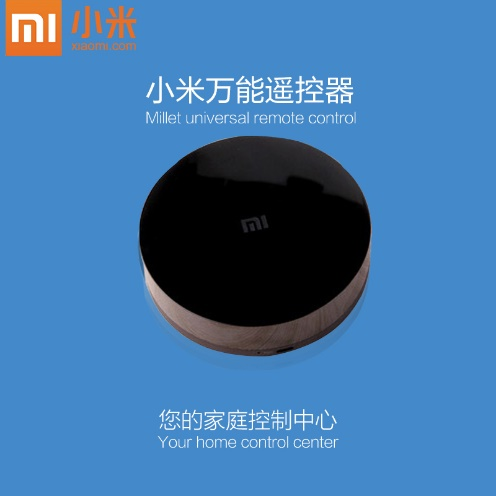 mi 小米
xiaomi.com
小米万能遥控器
Millet universal remote control
mi
您的家庭控制中心
Your home control center